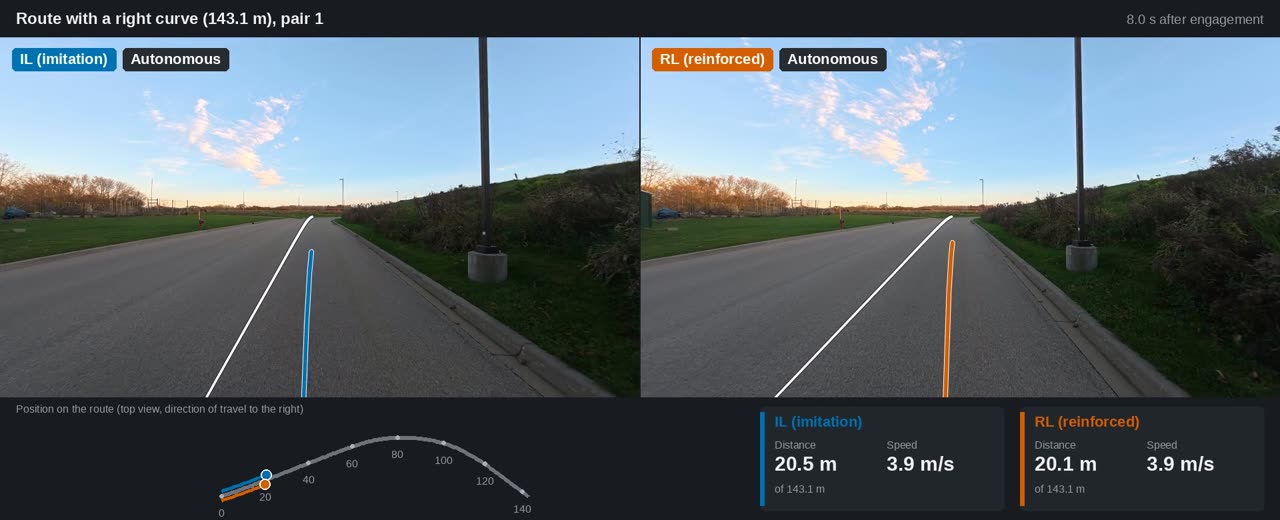 Route with a right curve (143.1 m), pair 1
8.0 s after engagement
IL (imitation) Autonomous
RL (reinforced) Autonomous
Position on the route (top view, direction of travel to the right)
0
20
40
60
80
100
120
140
IL (imitation)
Distance Speed
20.5 m 3.9 m/s
of 143.1 m
RL (reinforced)
Distance Speed
20.1 m 3.9 m/s
of 143.1 m